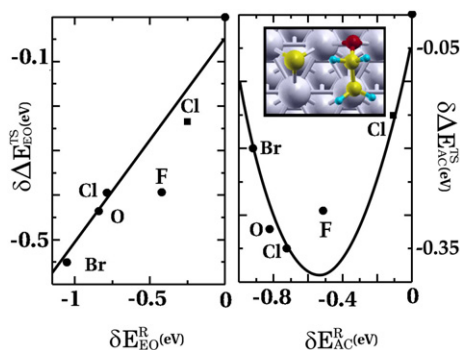 -0.1
-0.5
δΔE^TS_EO(eV)
Cl
Cl
F
O
Br
-1
-0.5
0
δE^R_EO(eV)
-0.05
-0.35
δΔE^TS_AC(eV)
Cl
Br
F
O
Cl
-0.8
-0.4
0
δE^R_AC(eV)